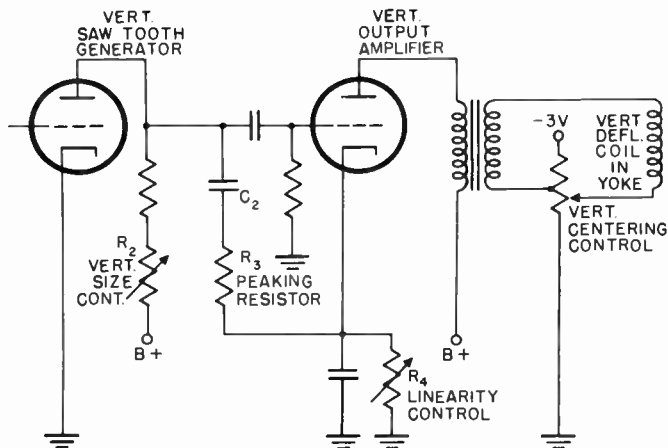 VERT.
SAW TOOTH
GENERATOR
VERT.
OUTPUT
AMPLIFIER
-3V
VERT
DEFL.
COIL
IN
YOKE
VERT.
CENTERING
CONTROL
C2
R2
VERT.
SIZE
CONT.
R3
PEAKING
RESISTOR
B+
B+
R4
LINEARITY
CONTROL